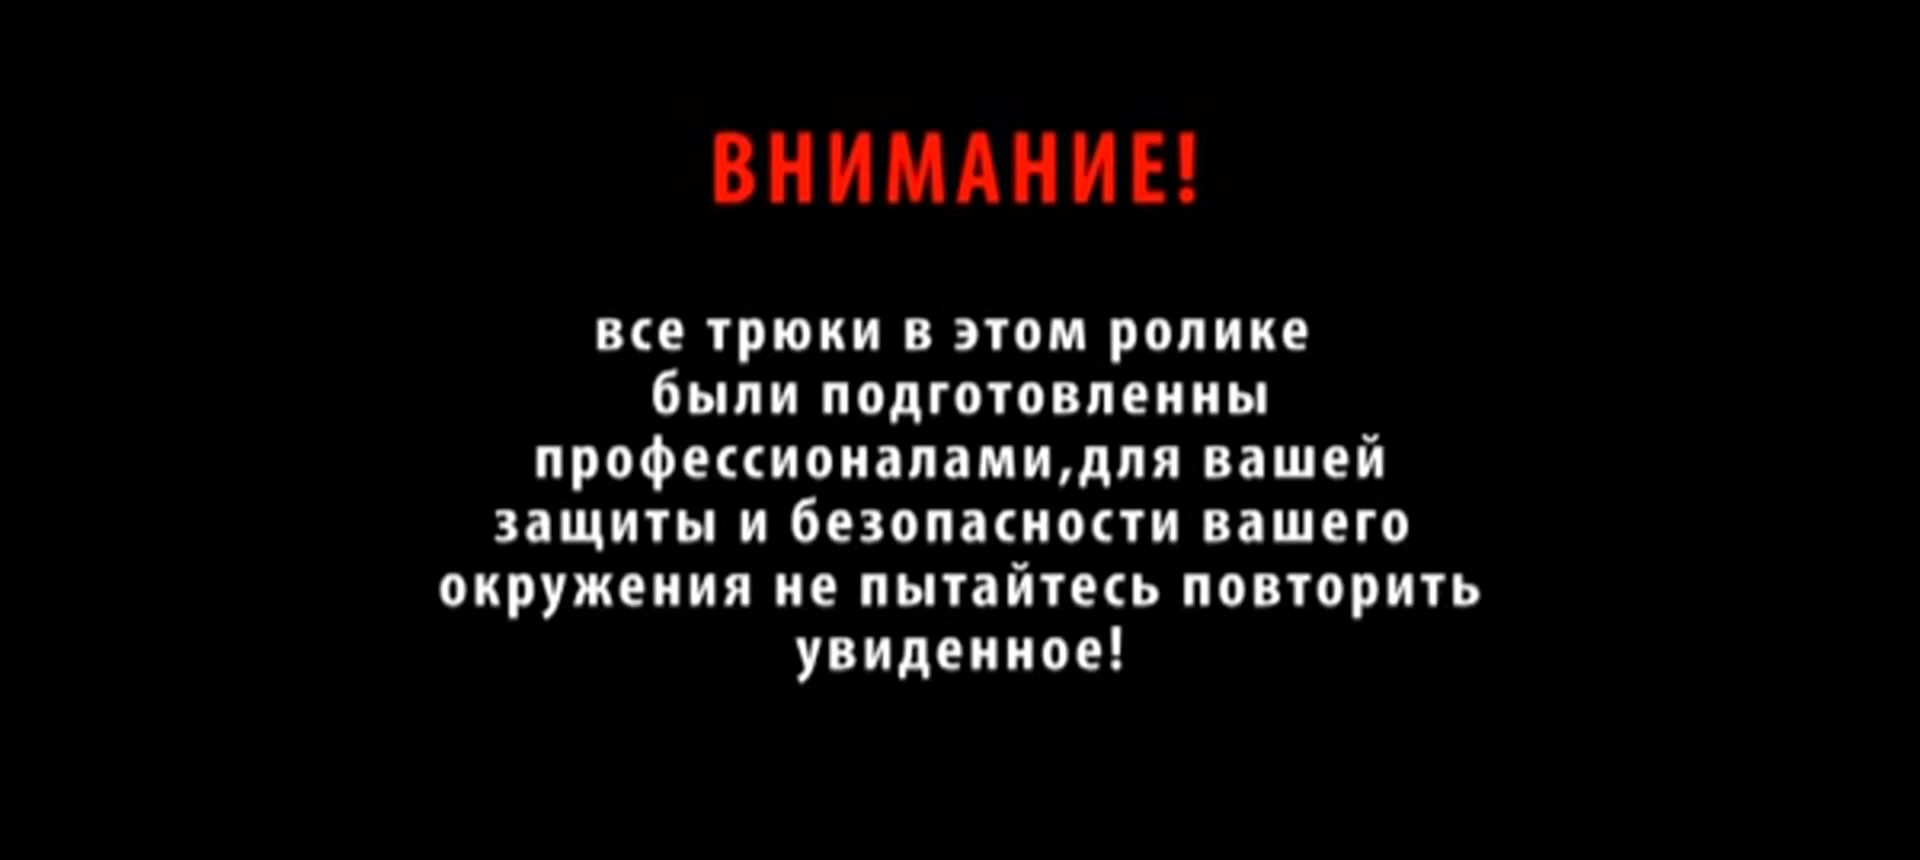 ВНИМАНИЕ!
все трюки в этом ролике
были подготовленны
профессионалами,для вашей
защиты и безопасности вашего
окружения не пытайтесь повторить
увиденное!